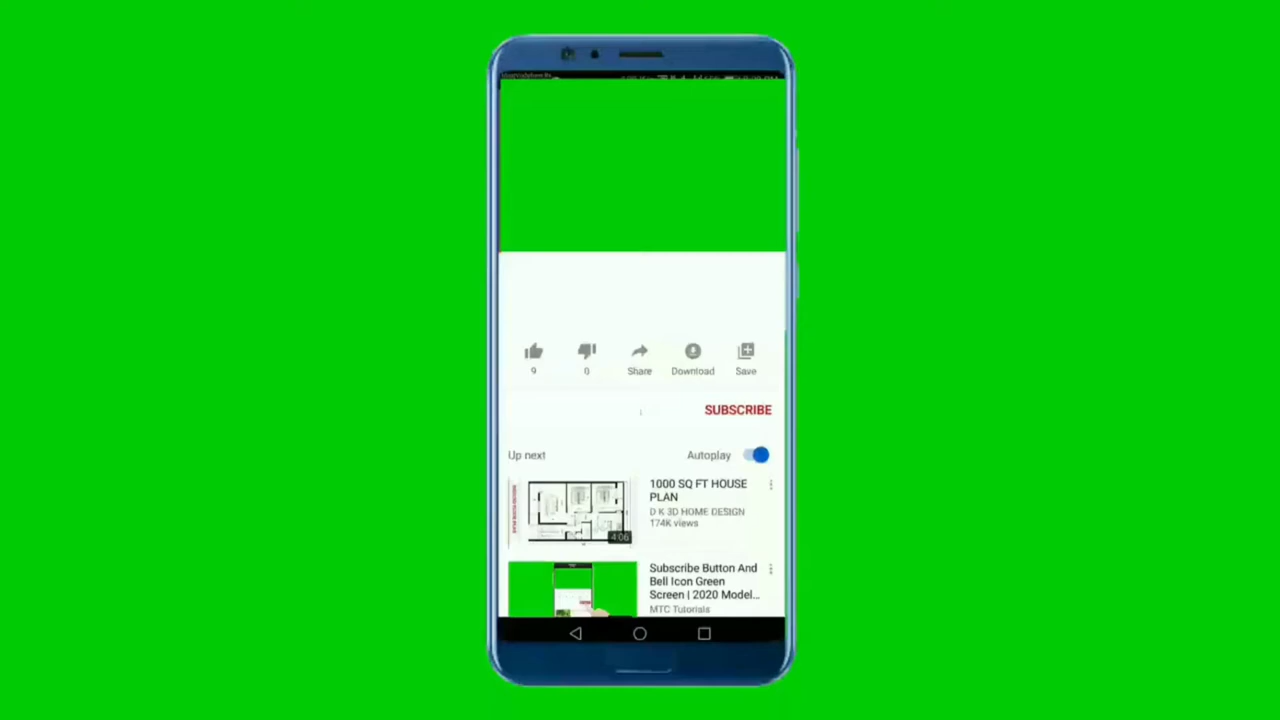 9
0
Share
Download
Save
SUBSCRIBE
Up next
Autoplay
1000 SQ FT HOUSE
PLAN
D K 3D HOME DESIGN
174K views
4:06
Subscribe Button And
Bell Icon Green
Screen | 2020 Model...
MTC Tutorials